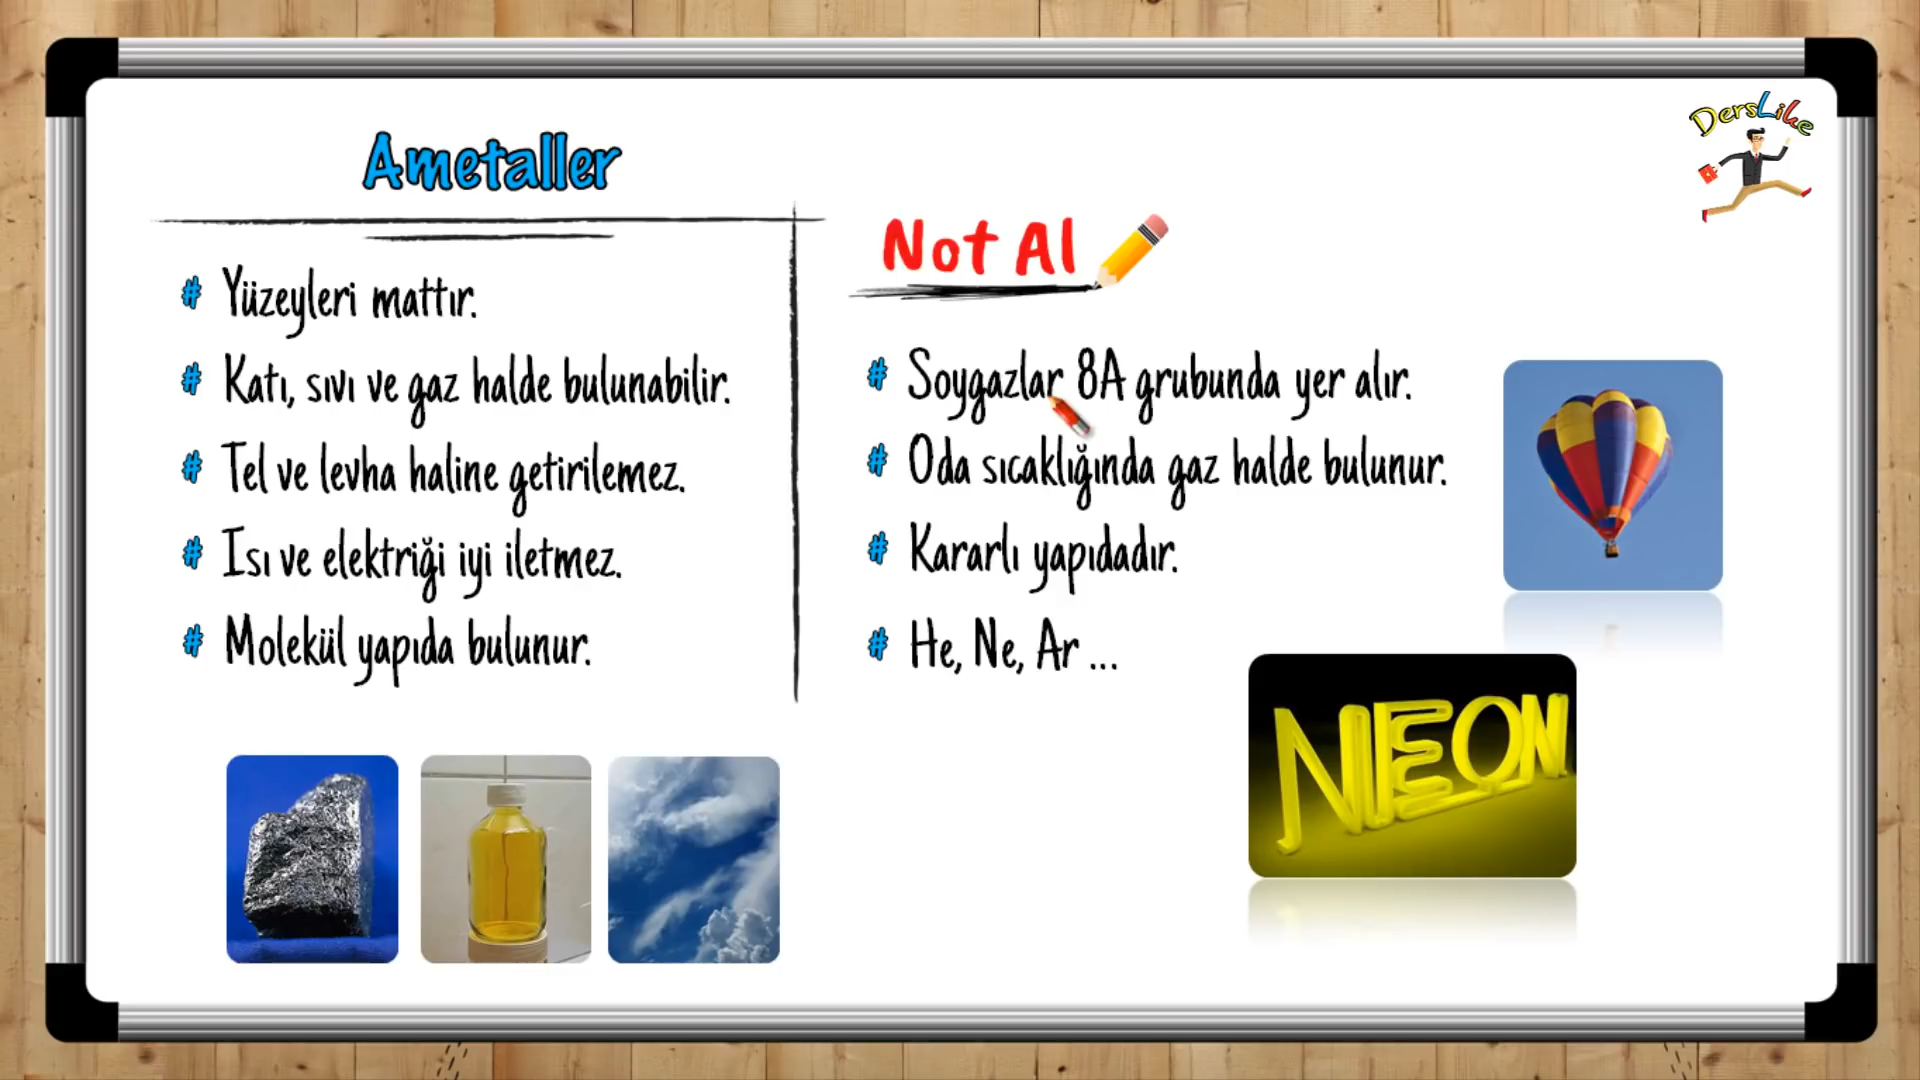 DersLike
Ametaller
# Yüzeyleri mattır.
# Katı, sıvı ve gaz halde bulunabilir.
# Tel ve levha haline getirilemez.
# Isı ve elektriği iyi iletmez.
# Molekül yapıda bulunur.
Not Al
# Soygazlar 8A grubunda yer alır.
# Oda sıcaklığında gaz halde bulunur.
# Kararlı yapıdadır.
# He, Ne, Ar ...
NEON